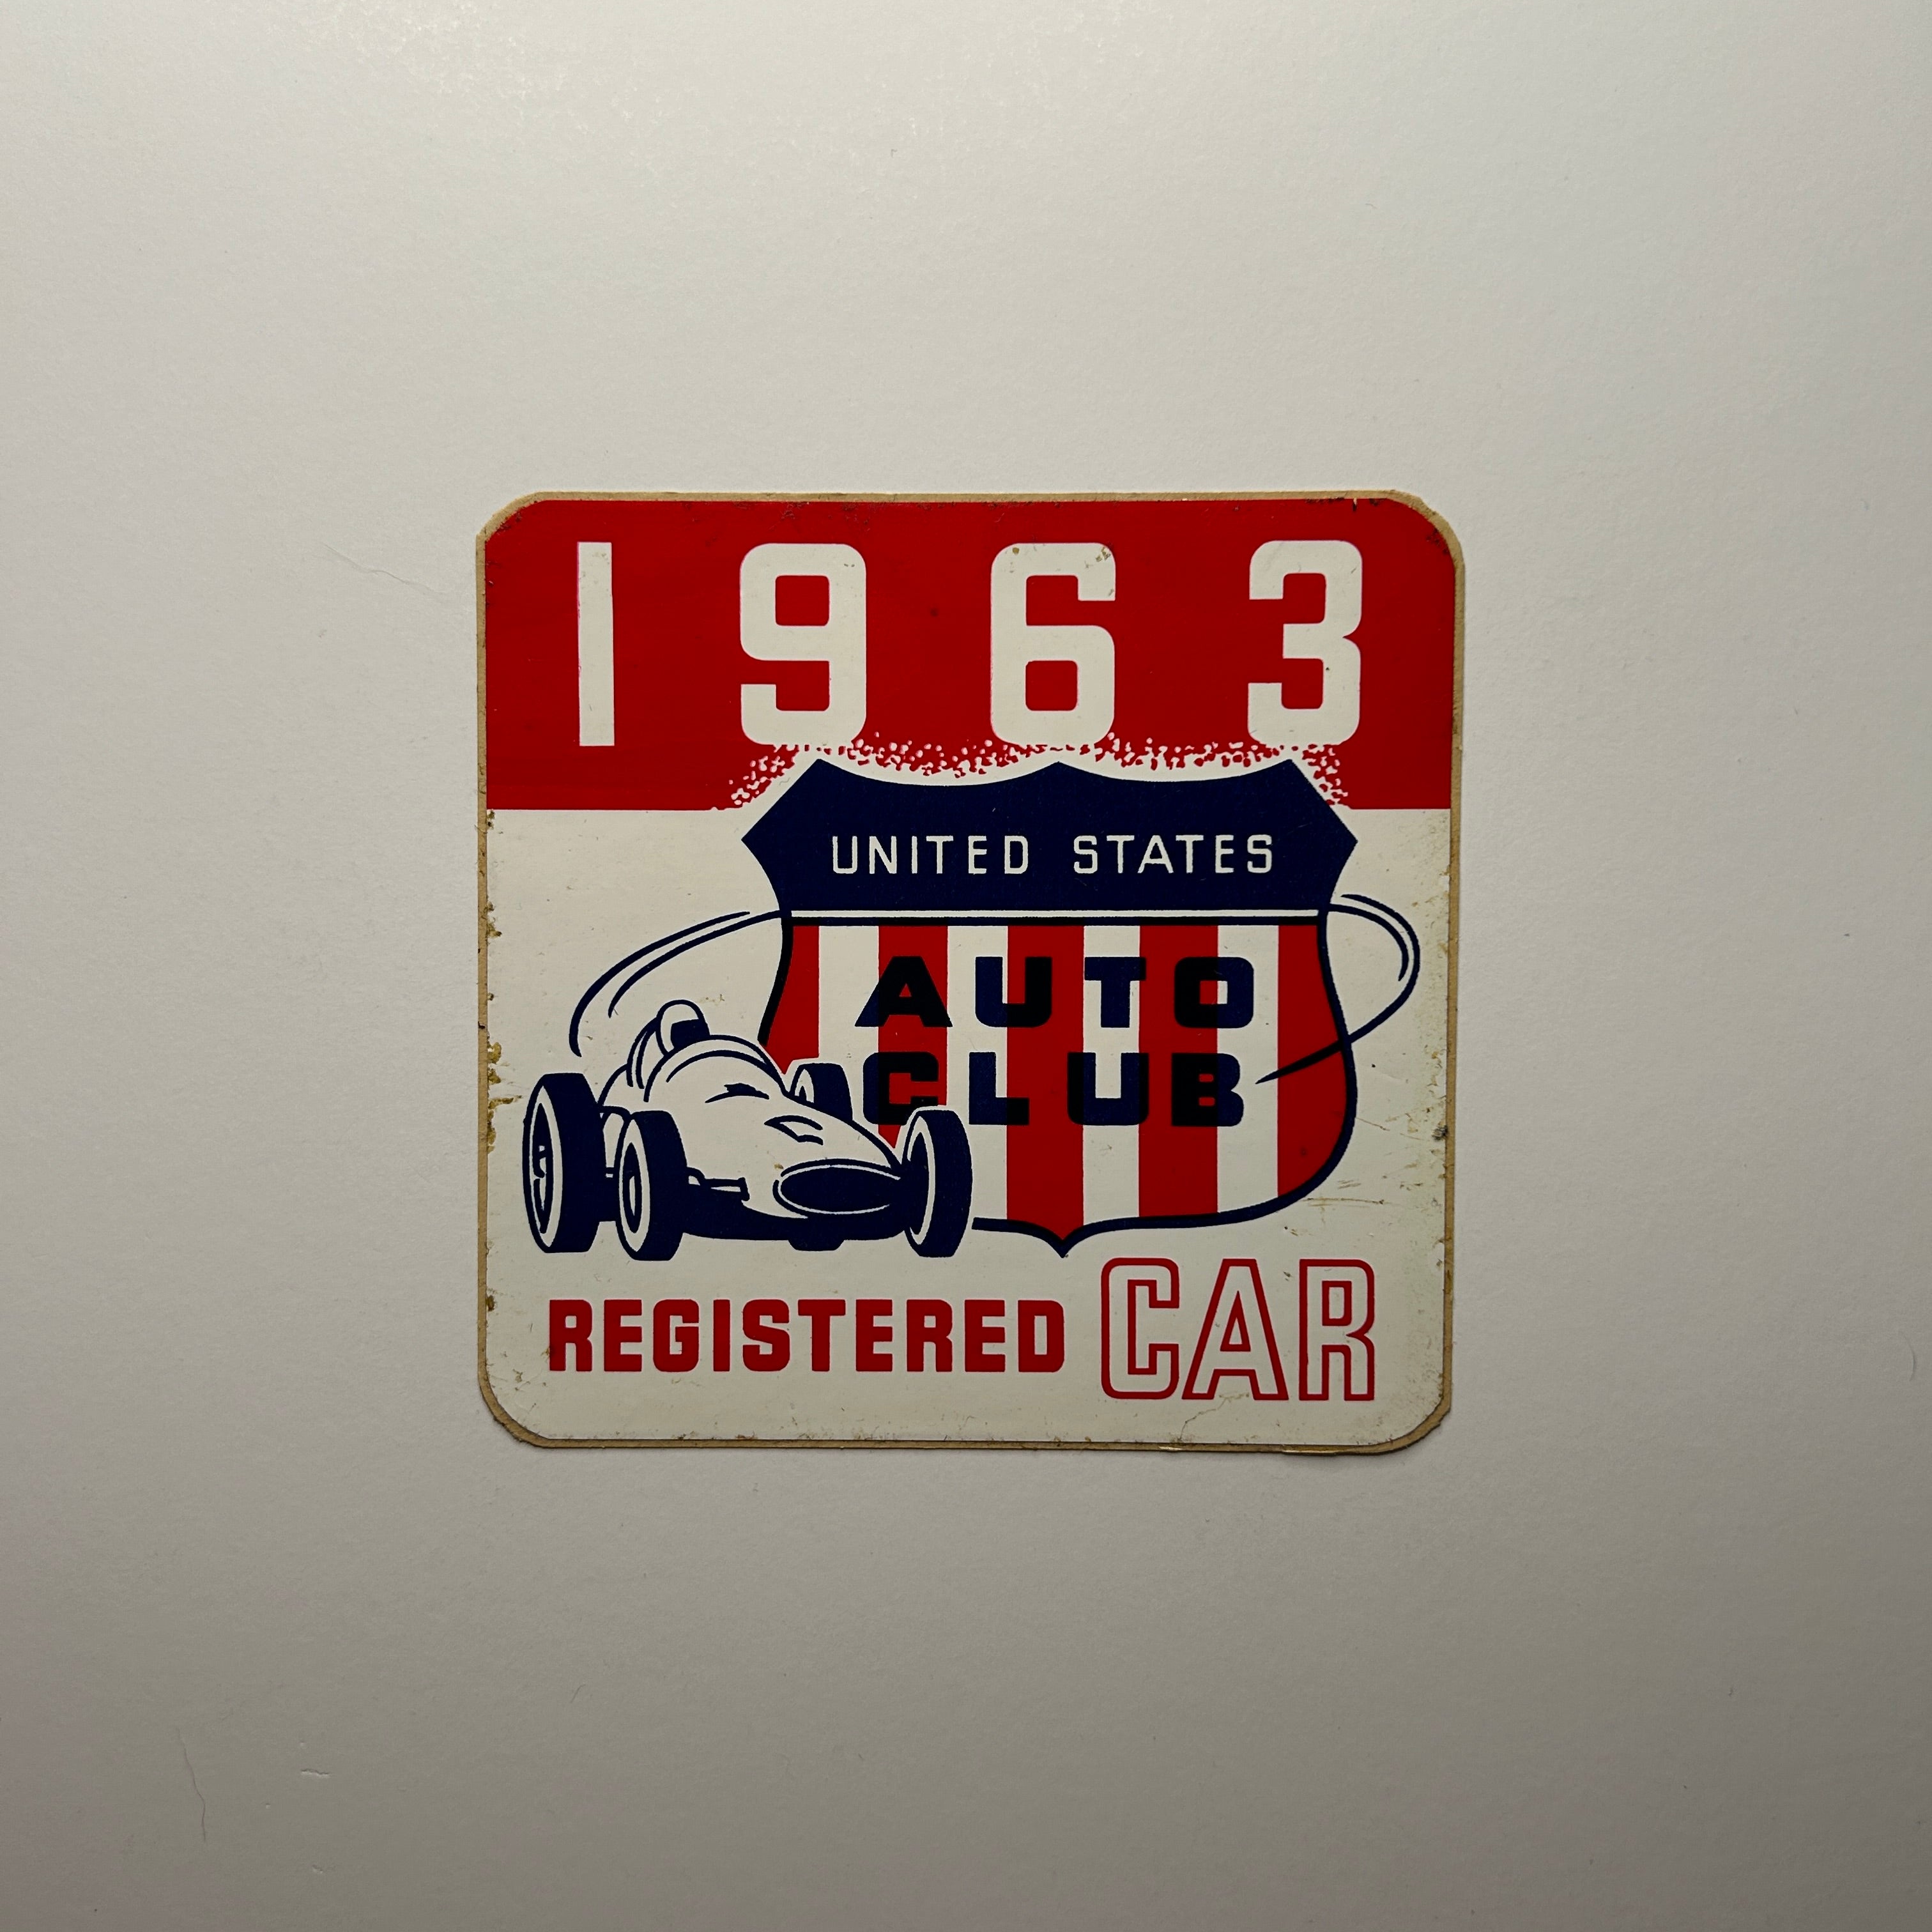 1963
UNITED STATES
AUTO
CLUB
REGISTERED CAR